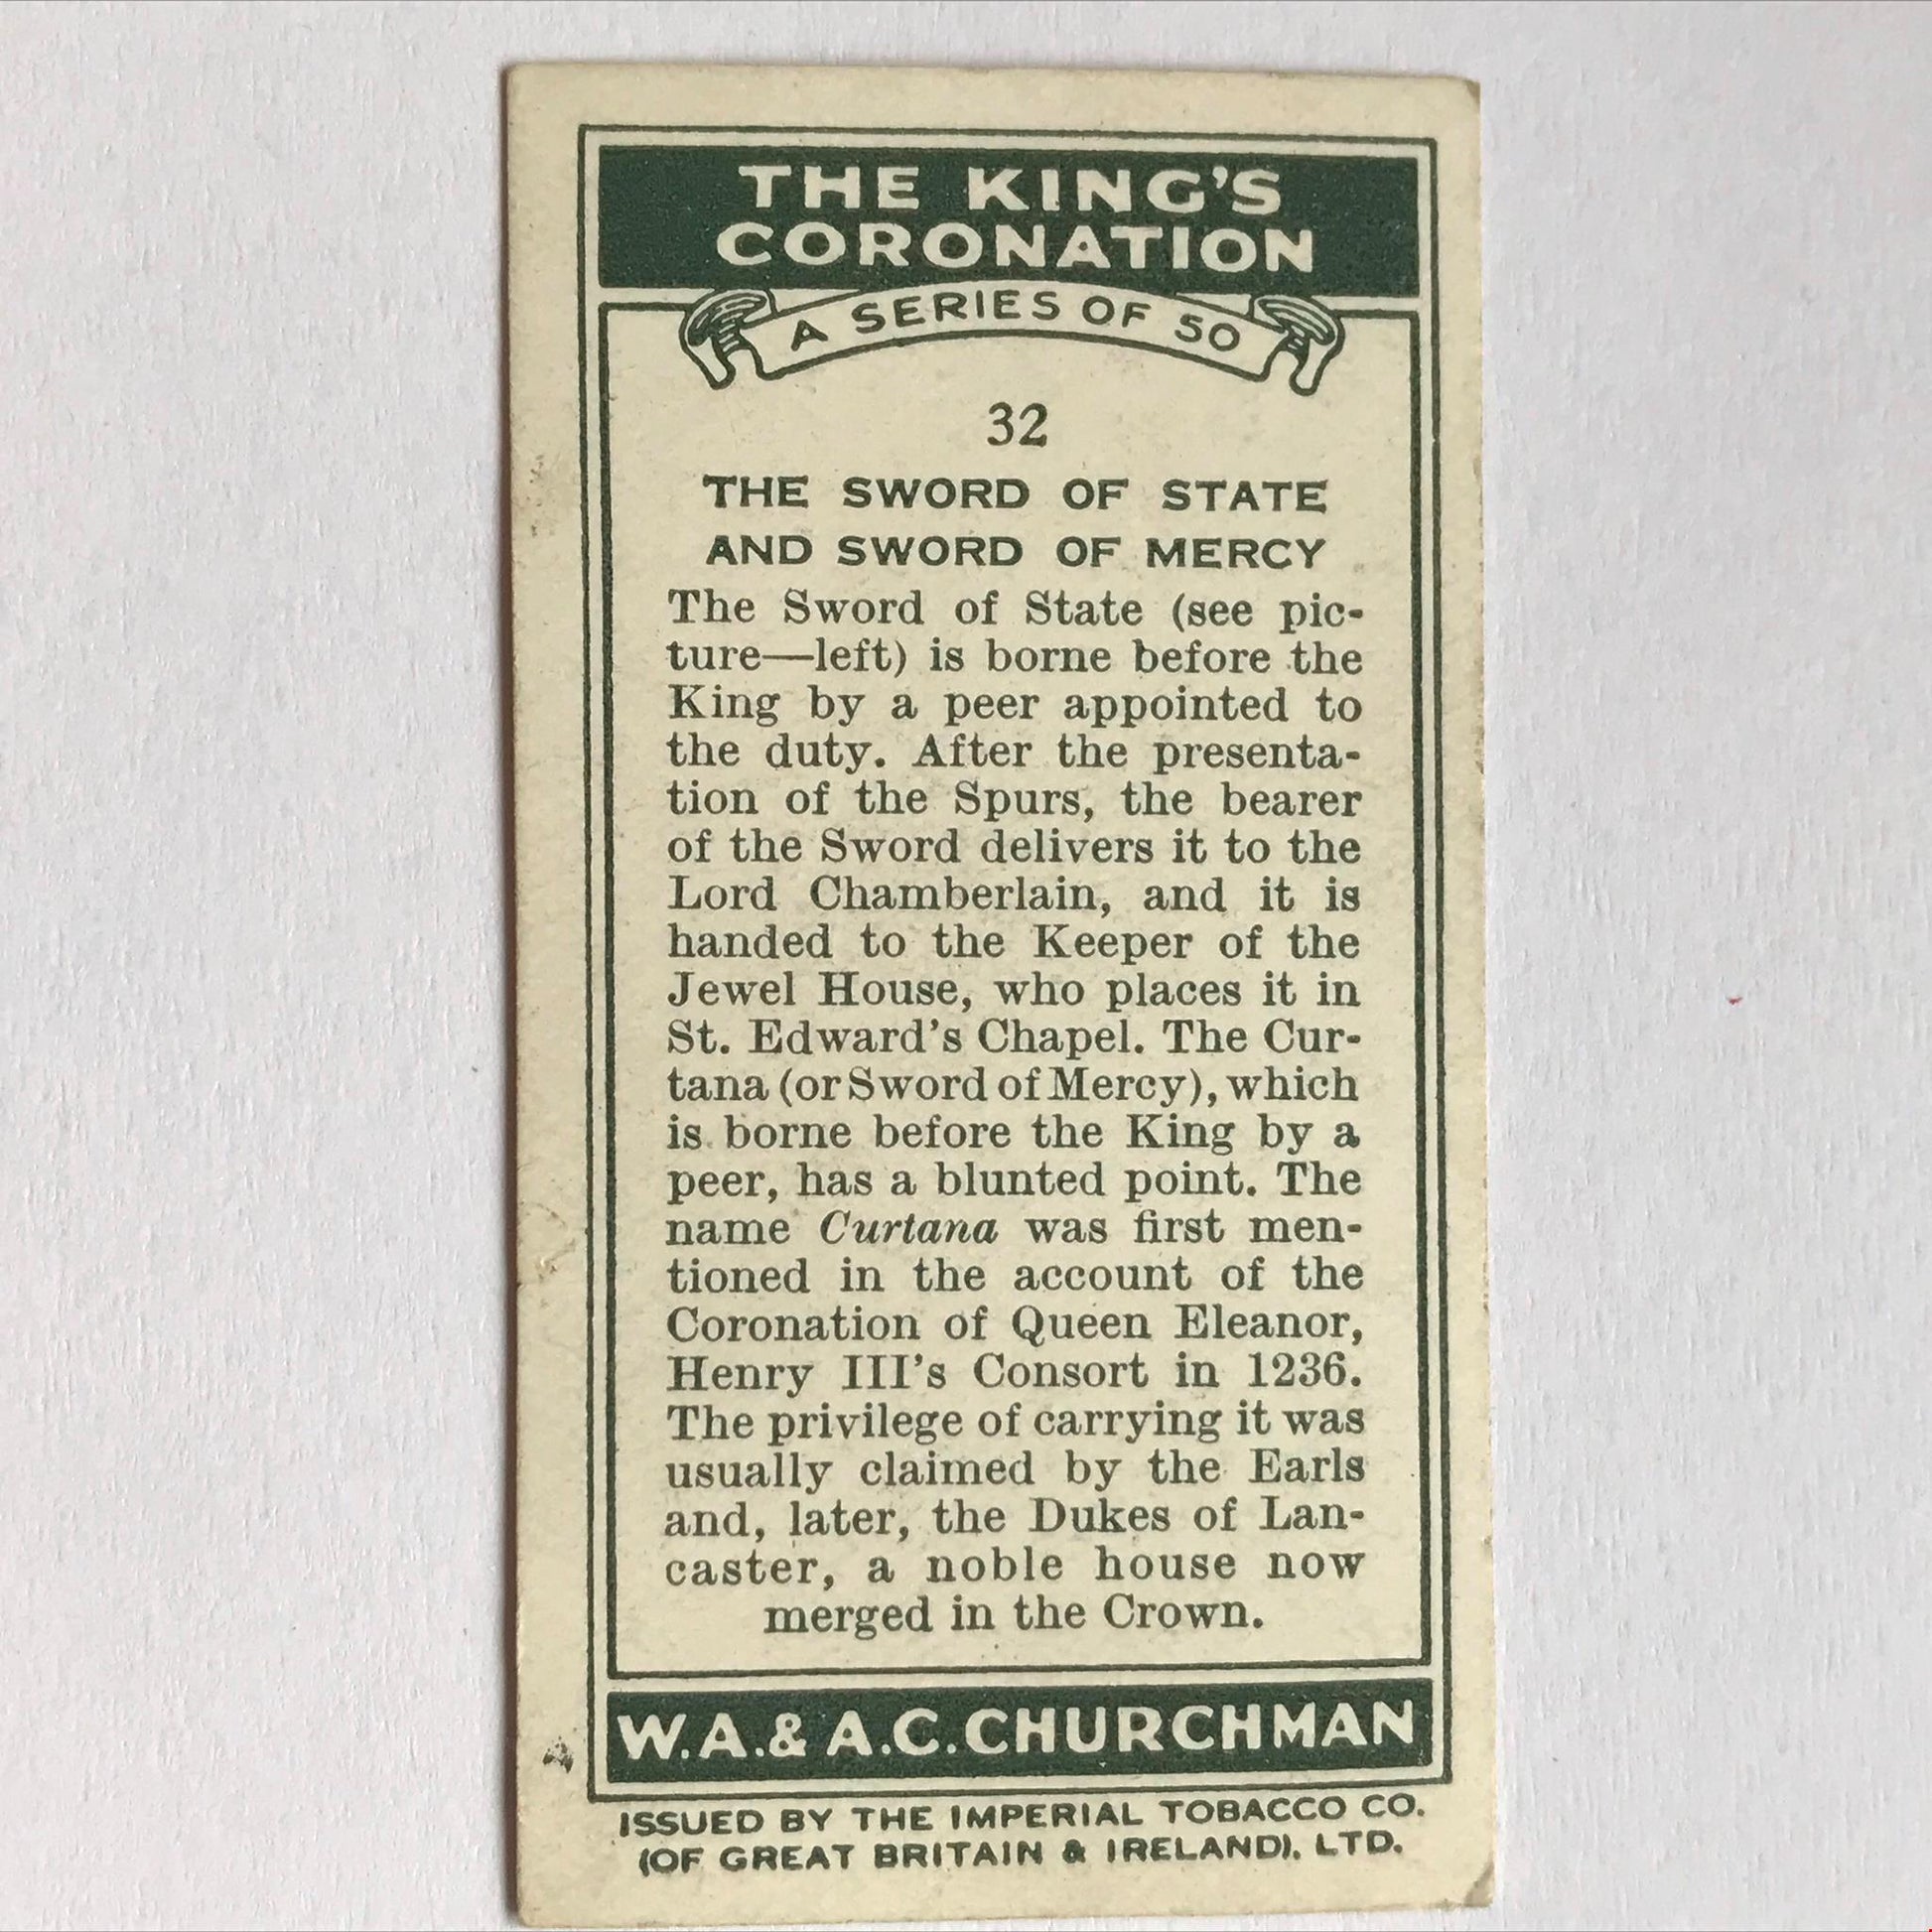 THE KING'S
CORONATION
A SERIES OF 50
32
THE SWORD OF STATE
AND SWORD OF MERCY
The Sword of State (see pic-
ture—left) is borne before the
King by a peer appointed to
the duty. After the presenta-
tion of the Spurs, the bearer
of the Sword delivers it to the
Lord Chamberlain, and it is
handed to the Keeper of the
Jewel House, who places it in
St. Edward's Chapel. The Cur-
tana (or Sword of Mercy), which
is borne before the King by a
peer, has a blunted point. The
name Curtana was first men-
tioned in the account of the
Coronation of Queen Eleanor,
Henry III's Consort in 1236.
The privilege of carrying it was
usually claimed by the Earls
and, later, the Dukes of Lan-
caster, a noble house now
merged in the Crown.
W.A.& A.C.CHURCHMAN
ISSUED BY THE IMPERIAL TOBACCO CO.
(OF GREAT BRITAIN & IRELAND), LTD.